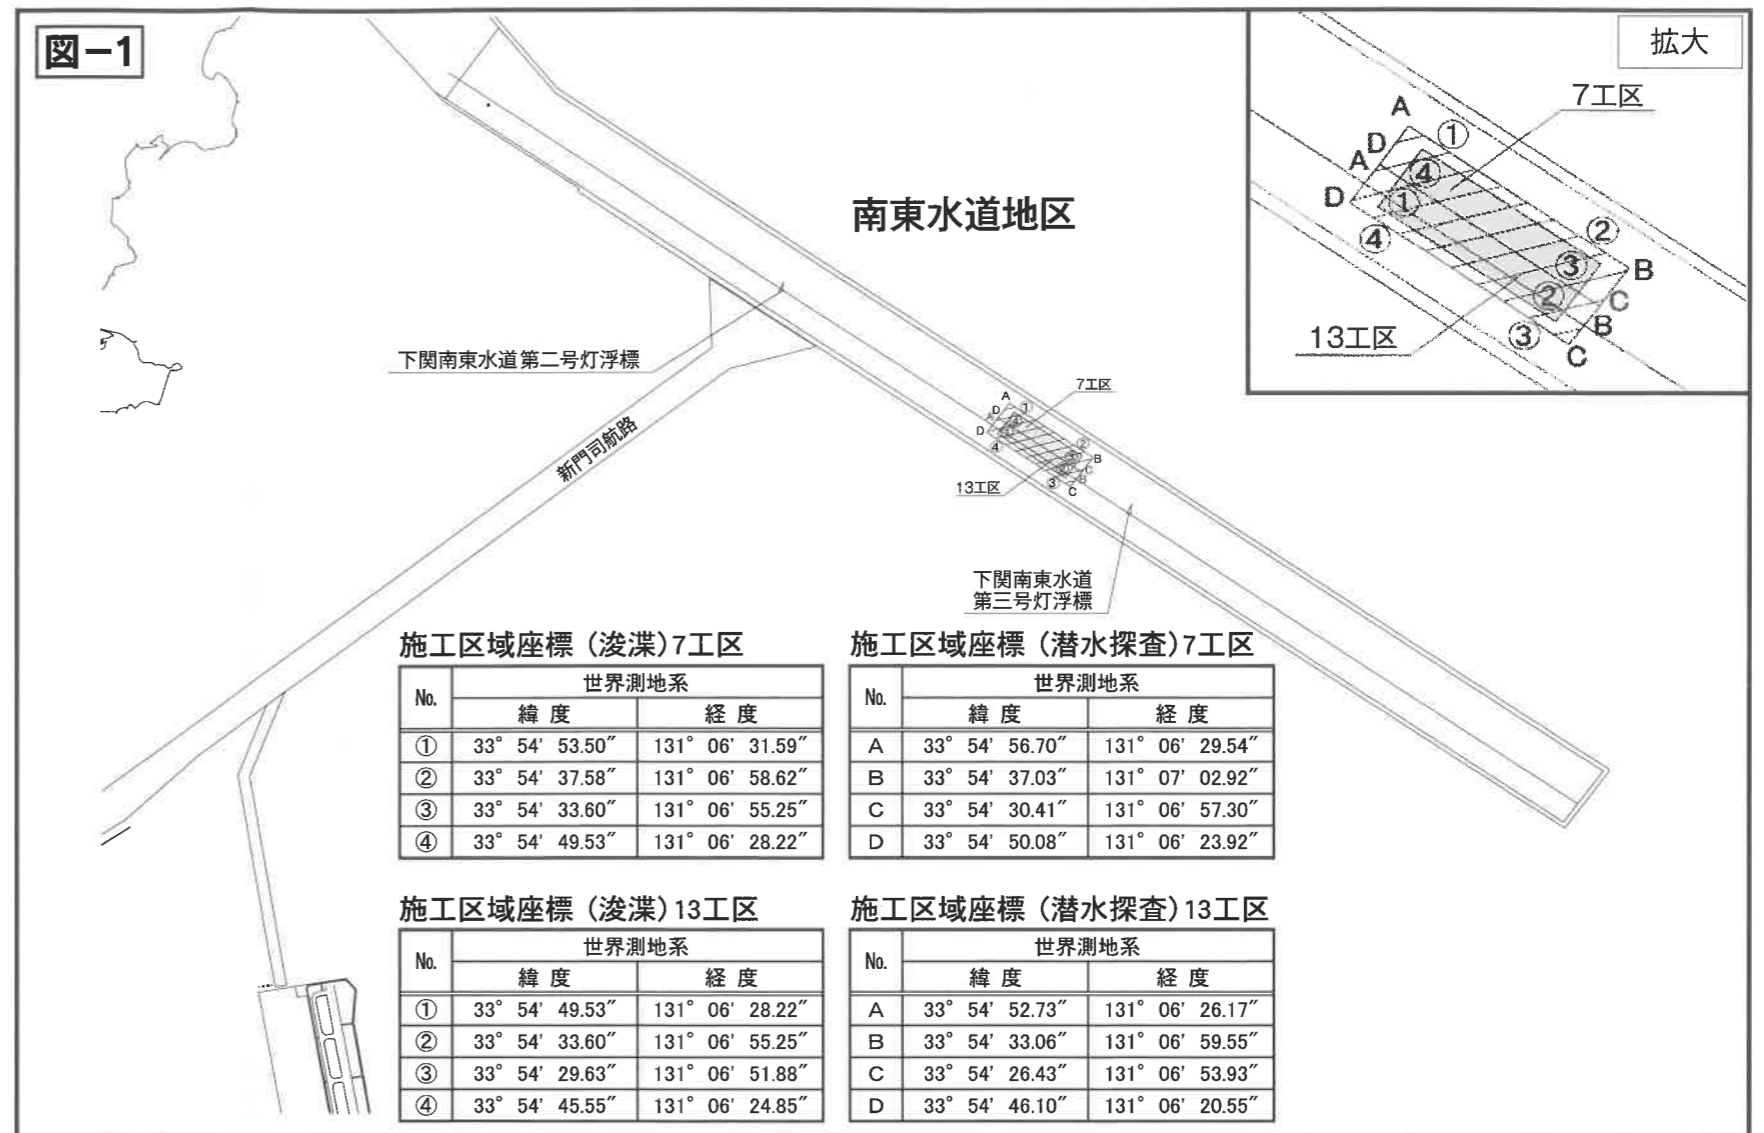 図－1
拡大
7工区
A
①
D
A
④
D
①
④
②
③
B
②
C
③
B
C
13工区
南東水道地区
下関南東水道第二号灯浮標
新門司航路
7工区
A
①
D
A
D
④
②
B
C
B
③
C
13工区
下関南東水道
第三号灯浮標
施工区域座標（浚渫）7工区
No. 世界測地系
緯 度 経 度
① 33° 54' 53.50″ 131° 06' 31.59″
② 33° 54' 37.58″ 131° 06' 58.62″
③ 33° 54' 33.60″ 131° 06' 55.25″
④ 33° 54' 49.53″ 131° 06' 28.22″
施工区域座標（潜水探査）7工区
No. 世界測地系
緯 度 経 度
A 33° 54' 56.70″ 131° 06' 29.54″
B 33° 54' 37.03″ 131° 07' 02.92″
C 33° 54' 30.41″ 131° 06' 57.30″
D 33° 54' 50.08″ 131° 06' 23.92″
施工区域座標（浚渫）13工区
No. 世界測地系
緯 度 経 度
① 33° 54' 49.53″ 131° 06' 28.22″
② 33° 54' 33.60″ 131° 06' 55.25″
③ 33° 54' 29.63″ 131° 06' 51.88″
④ 33° 54' 45.55″ 131° 06' 24.85″
施工区域座標（潜水探査）13工区
No. 世界測地系
緯 度 経 度
A 33° 54' 52.73″ 131° 06' 26.17″
B 33° 54' 33.06″ 131° 06' 59.55″
C 33° 54' 26.43″ 131° 06' 53.93″
D 33° 54' 46.10″ 131° 06' 20.55″